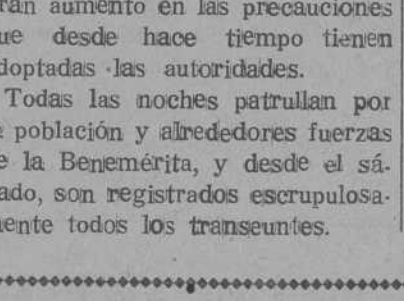 ran aumento en las precauciones
ue desde hace tiempo tienen
doptadas las autoridades.
Todas las noches patrullan por
población y alrededores fuerzas
e la Benemérita, y desde el sá-
ado, son registrados escrupulosa-
ente todos los transeuntes.